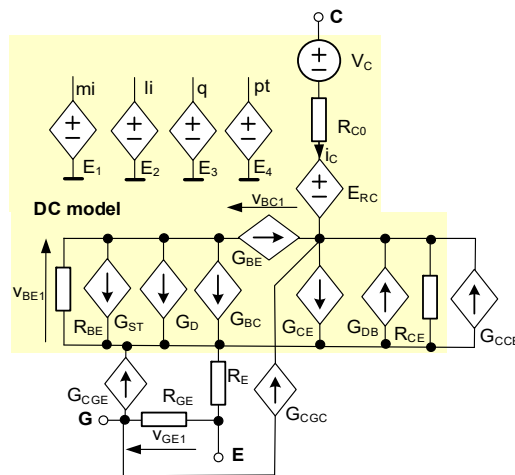 C
V_C
mi
li
q
pt
R_C0
i_C
E_1
E_2
E_3
E_4
E_RC
DC model
v_BC1
G_BE
v_BE1
R_BE
G_ST
G_D
G_BC
G_CE
G_DB
R_CE
G_CCE
G_CGE
R_GE
R_E
G_CGC
G
v_GE1
E